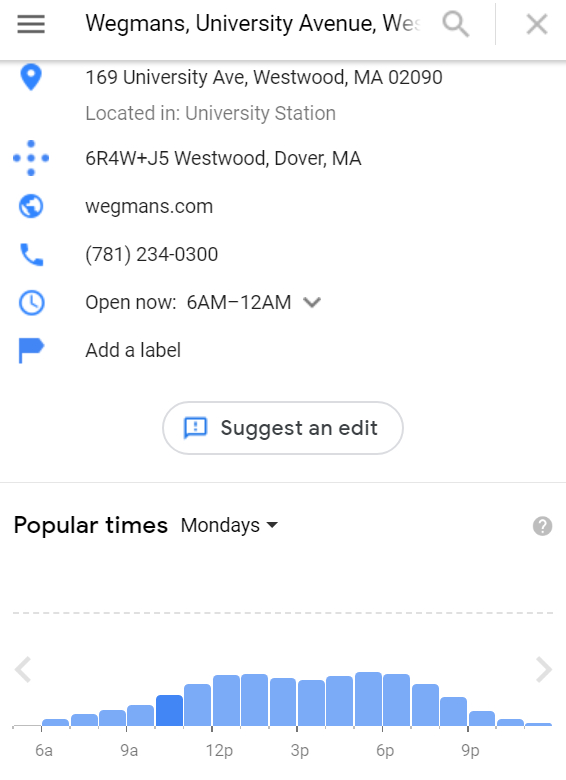 Wegmans, University Avenue, Wes
169 University Ave, Westwood, MA 02090
Located in: University Station
6R4W+J5 Westwood, Dover, MA
wegmans.com
(781) 234-0300
Open now: 6AM–12AM
Add a label
Suggest an edit
Popular times Mondays
6a 9a 12p 3p 6p 9p